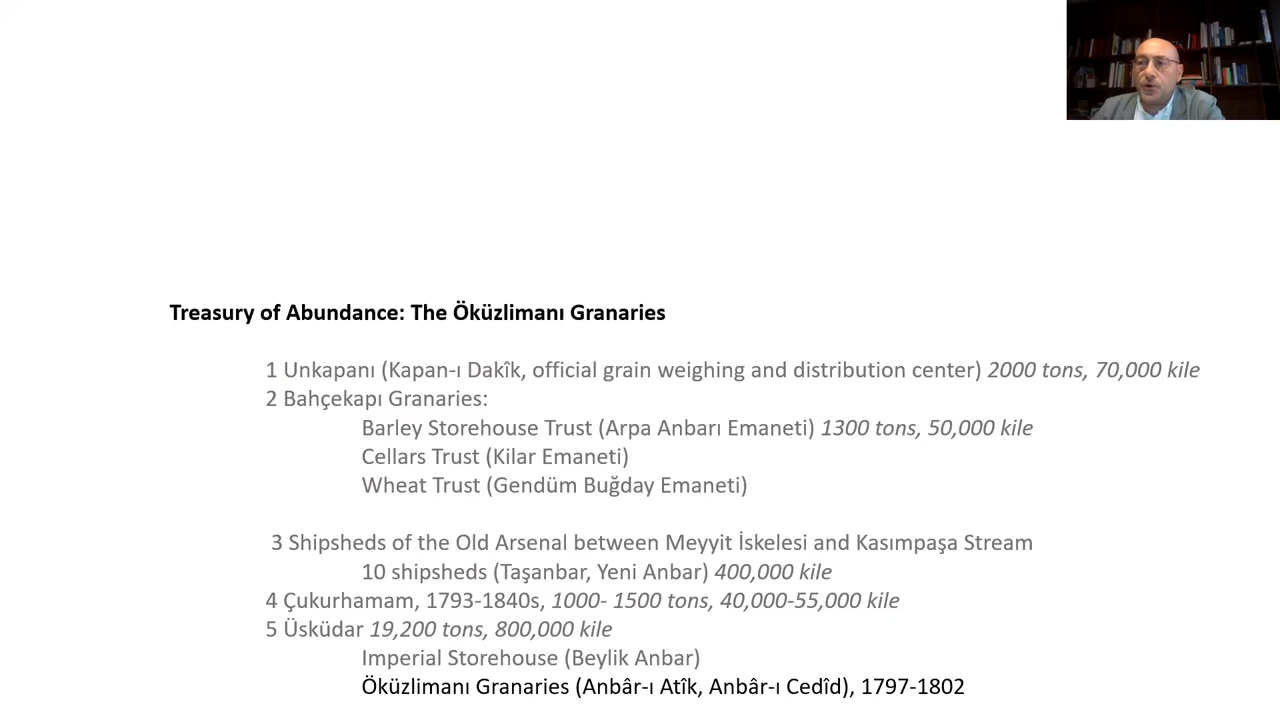 Treasury of Abundance: The Öküzlimanı Granaries
1 Unkapanı (Kapan-ı Dakîk, official grain weighing and distribution center) 2000 tons, 70,000 kile
2 Bahçekapı Granaries:
Barley Storehouse Trust (Arpa Anbarı Emaneti) 1300 tons, 50,000 kile
Cellars Trust (Kilar Emaneti)
Wheat Trust (Gendüm Buğday Emaneti)
3 Shipsheds of the Old Arsenal between Meyyit İskelesi and Kasımpaşa Stream
10 shipsheds (Taşanbar, Yeni Anbar) 400,000 kile
4 Çukurhamam, 1793-1840s, 1000- 1500 tons, 40,000-55,000 kile
5 Üsküdar 19,200 tons, 800,000 kile
Imperial Storehouse (Beylik Anbar)
Öküzlimanı Granaries (Anbâr-ı Atîk, Anbâr-ı Cedîd), 1797-1802